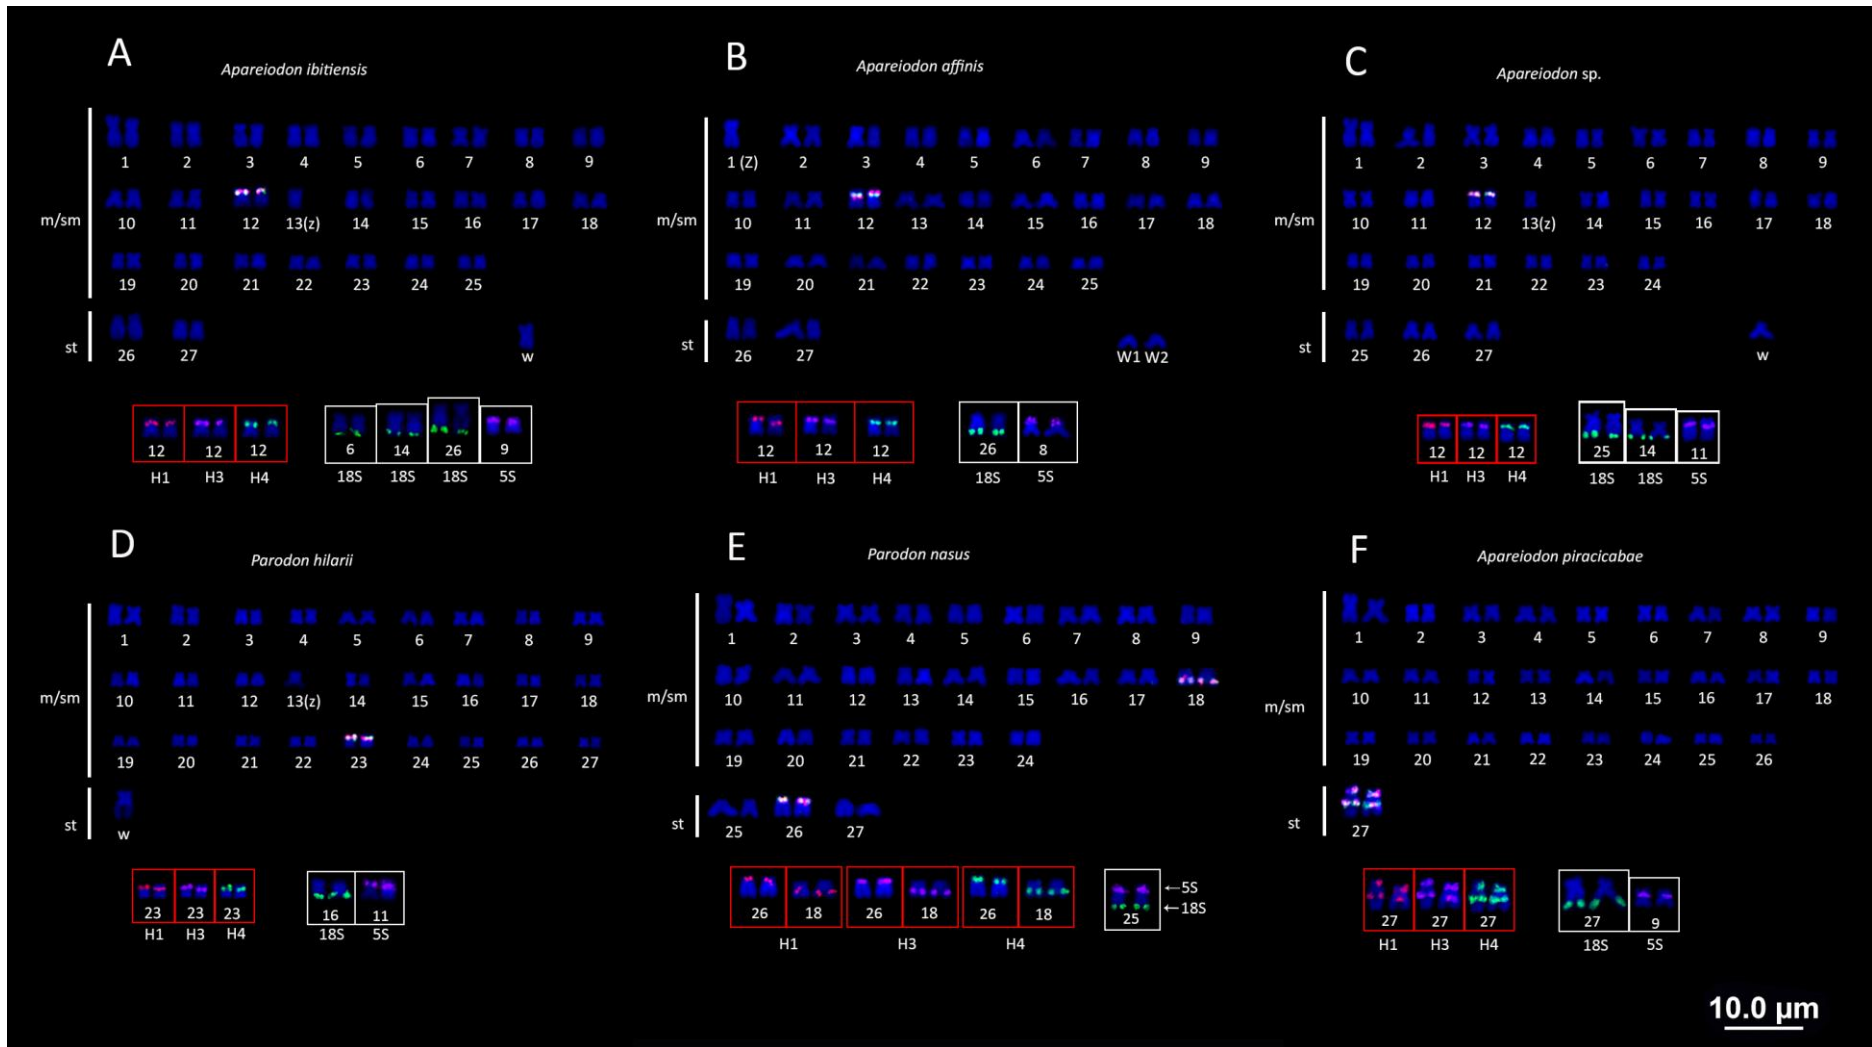 A
Apareiodon ibitiensis
1 2 3 4 5 6 7 8 9
m/sm
10 11 12 13(z) 14 15 16 17 18
19 20 21 22 23 24 25
st
26 27 w
12 12 12 6 14 26 9
H1 H3 H4 18S 18S 18S 5S
B
Apareiodon affinis
1 (Z) 2 3 4 5 6 7 8 9
m/sm
10 11 12 13 14 15 16 17 18
19 20 21 22 23 24 25
st
26 27 W1 W2
12 12 12 26 8
H1 H3 H4 18S 5S
C
Apareiodon sp.
1 2 3 4 5 6 7 8 9
m/sm
10 11 12 13(z) 14 15 16 17 18
19 20 21 22 23 24
st
25 26 27 w
12 12 12 25 14 11
H1 H3 H4 18S 18S 5S
D
Parodon hilarii
1 2 3 4 5 6 7 8 9
m/sm
10 11 12 13(z) 14 15 16 17 18
19 20 21 22 23 24 25 26 27
st
w
23 23 23 16 11
H1 H3 H4 18S 5S
E
Parodon nasus
1 2 3 4 5 6 7 8 9
m/sm
10 11 12 13 14 15 16 17 18
19 20 21 22 23 24
st
25 26 27
←5S
←18S
26 18 26 18 26 18 25
H1 H3 H4
F
Apareiodon piracicabae
1 2 3 4 5 6 7 8 9
m/sm
10 11 12 13 14 15 16 17 18
19 20 21 22 23 24 25 26
st
27
27 27 27 27 9
H1 H3 H4 18S 5S
10.0 μm